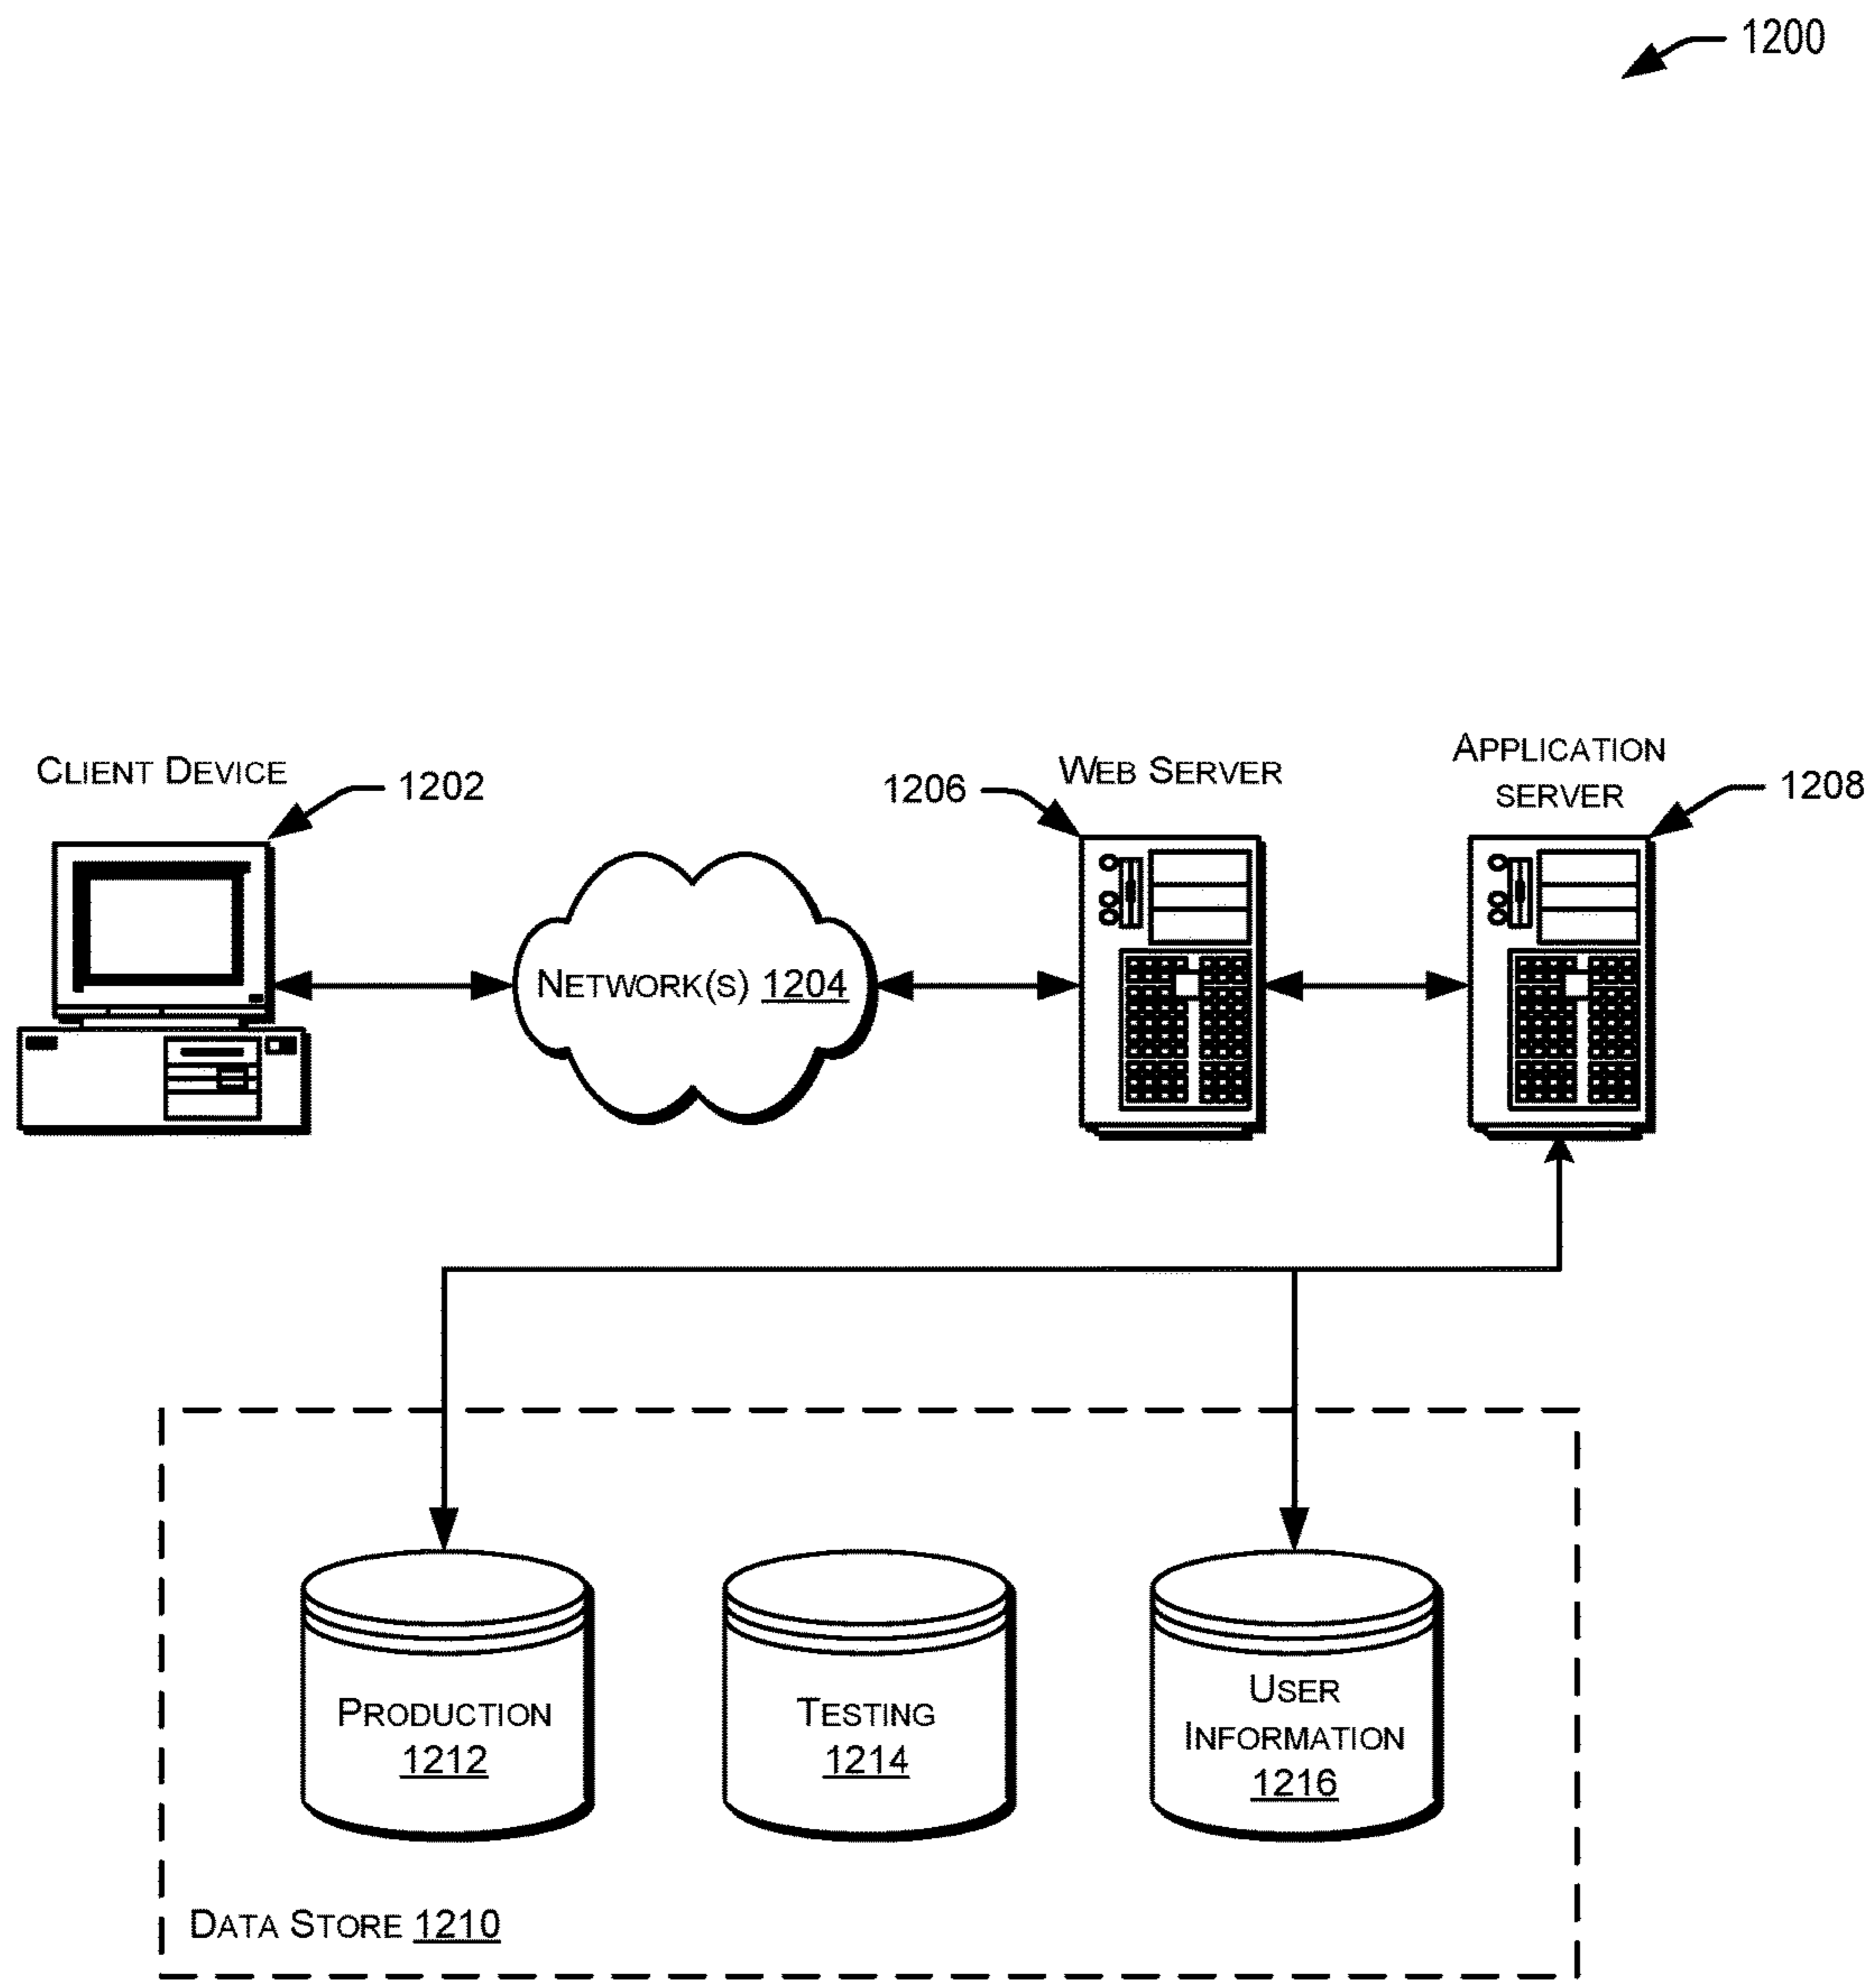 1200
CLIENT DEVICE
1202
1206
WEB SERVER
APPLICATION
SERVER
1208
NETWORK(S) 1204
PRODUCTION
1212
TESTING
1214
USER
INFORMATION
1216
DATA STORE 1210